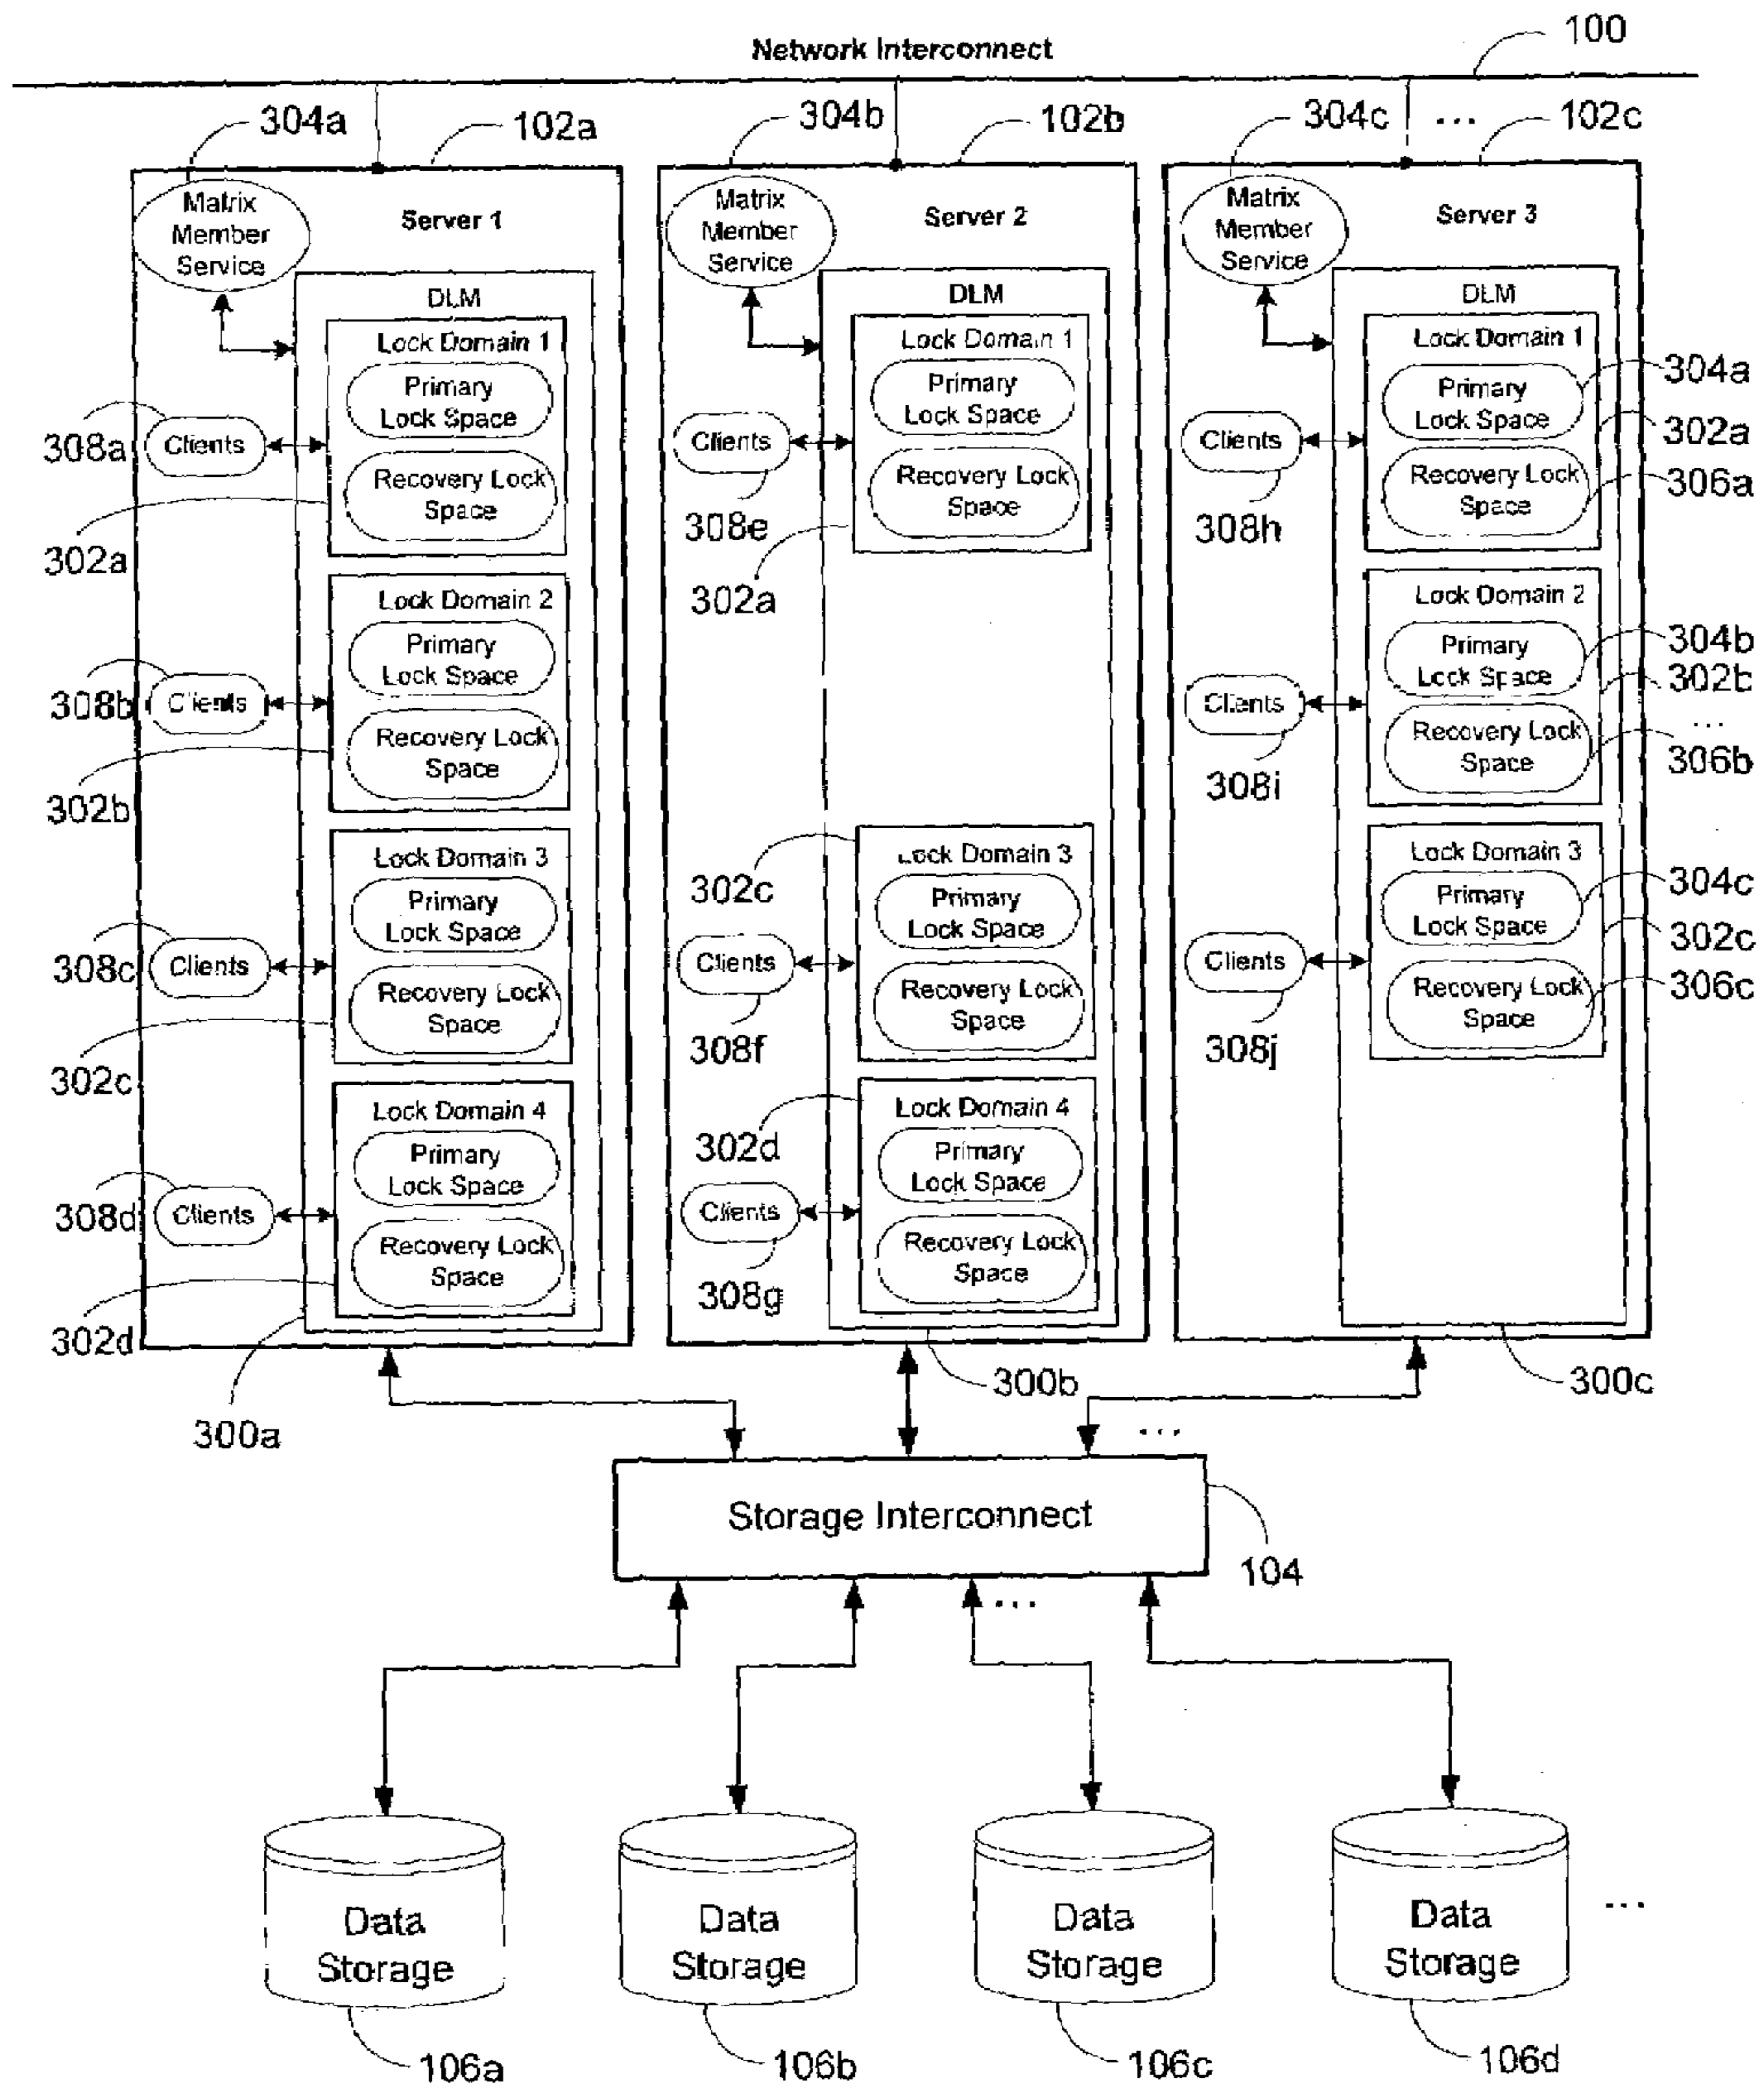 Network Interconnect
100
304a
102a
304b
102b
304c
...
102c
Matrix
Member
Service
Server 1
DLM
Lock Domain 1
Primary
Lock Space
Recovery Lock
Space
308a
Clients
302a
Lock Domain 2
Primary
Lock Space
Recovery Lock
Space
308b
Clients
302b
Lock Domain 3
Primary
Lock Space
Recovery Lock
Space
308c
Clients
302c
Lock Domain 4
Primary
Lock Space
Recovery Lock
Space
308d
Clients
302d
300a
Matrix
Member
Service
Server 2
DLM
Lock Domain 1
Primary
Lock Space
Recovery Lock
Space
Clients
308e
302a
302c
Lock Domain 3
Primary
Lock Space
Recovery Lock
Space
Clients
308f
302d
Lock Domain 4
Primary
Lock Space
Recovery Lock
Space
Clients
308g
300b
Matrix
Member
Service
Server 3
DLM
Lock Domain 1
Primary
Lock Space
Recovery Lock
Space
304a
302a
306a
Clients
308h
Lock Domain 2
Primary
Lock Space
Recovery Lock
Space
304b
302b
...
306b
Clients
308i
Lock Domain 3
Primary
Lock Space
Recovery Lock
Space
304c
302c
306c
Clients
308j
300c
...
Storage Interconnect
104
...
Data
Storage
106a
Data
Storage
106b
Data
Storage
106c
Data
Storage
106d
...